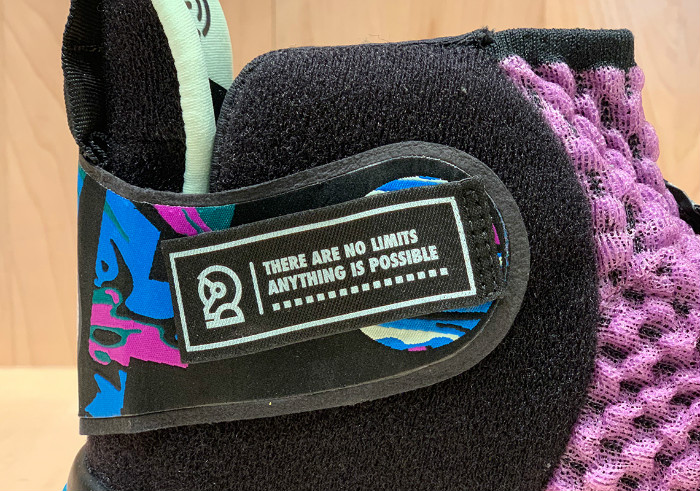 THERE ARE NO LIMITS
ANYTHING IS POSSIBLE